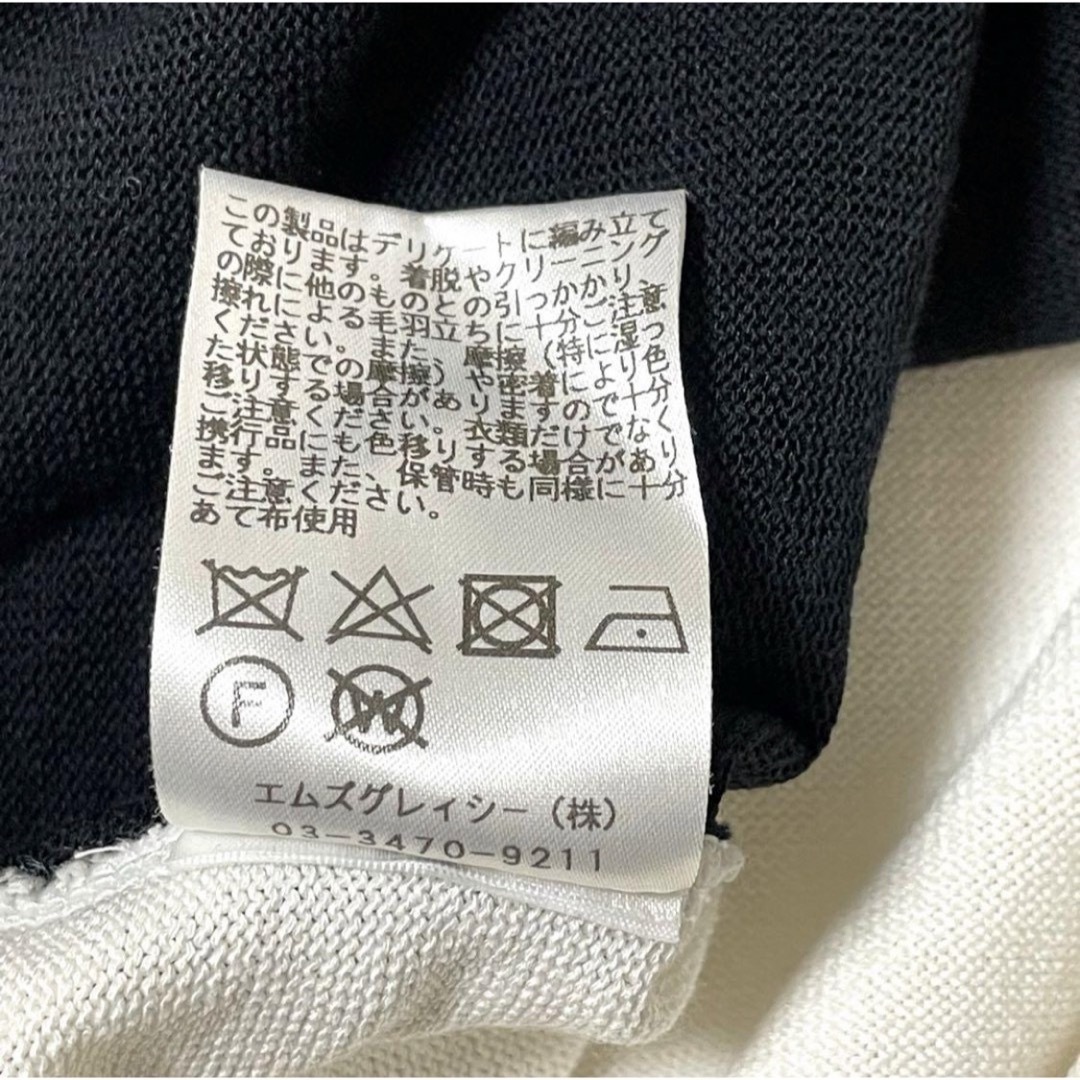 この製品はデリケートに編み立て
ております。着脱やクリーニング
の際に他のものとの引っかかり、
擦れによる毛羽立ちに十分ご注意
ください。また摩擦(特に湿っ
た状態での摩擦)や密着により色
移りする場合がありますので十分
ご注意ください。衣類だけでなく
携行品にも色移りする場合があり
ます。また、保管時も同様に十分
ご注意ください。
あて布使用
F
W
エムズグレイシー（株）
03-3470-9211